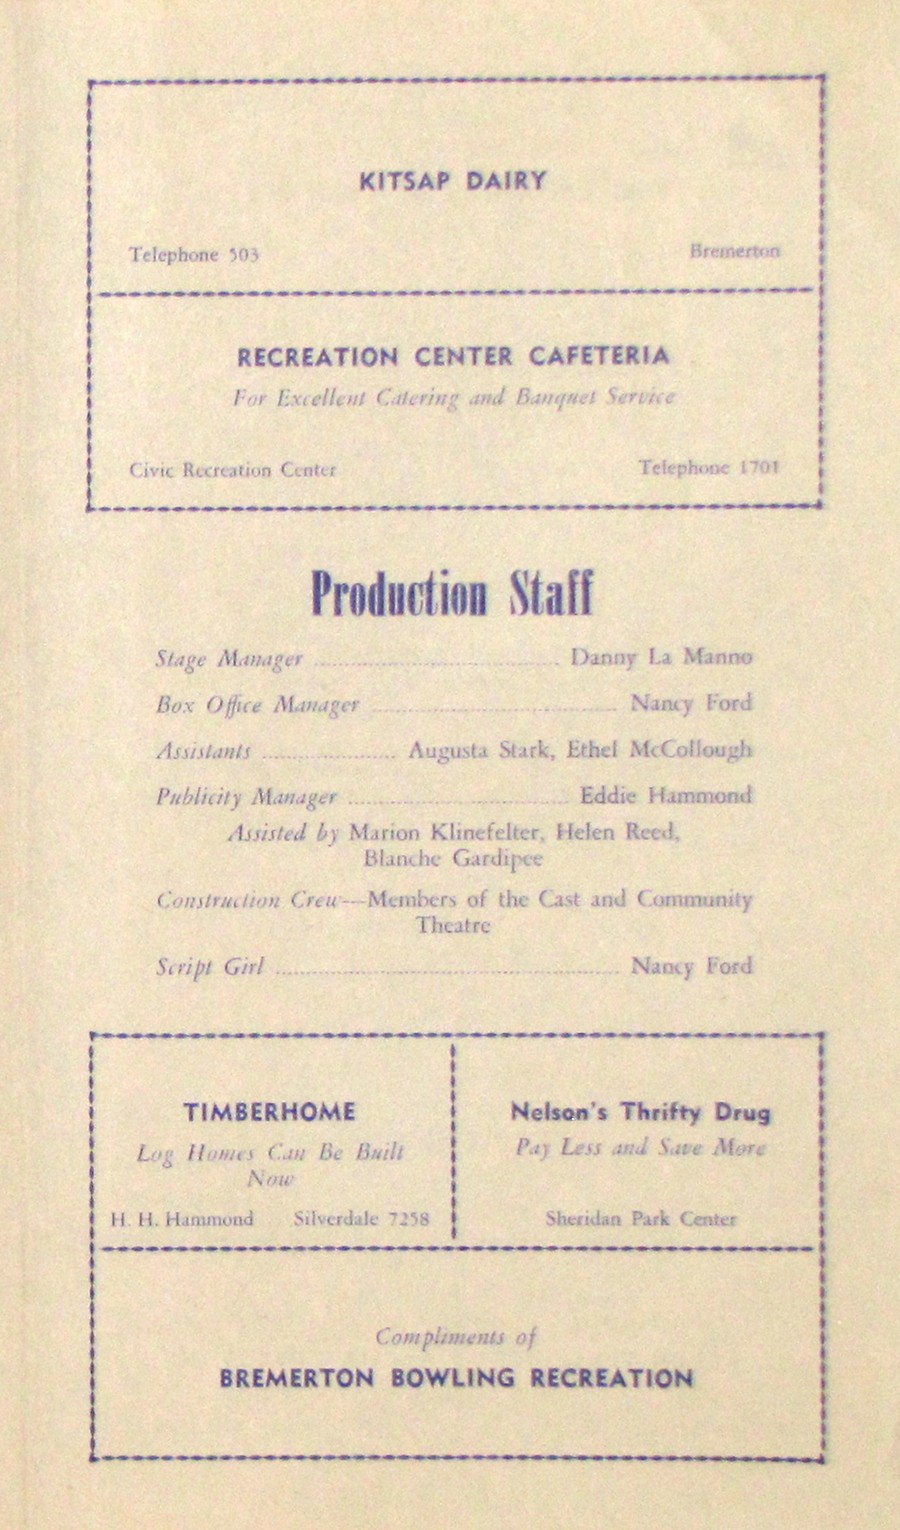 KITSAP DAIRY
Telephone 503 Bremerton
RECREATION CENTER CAFETERIA
For Excellent Catering and Banquet Service
Civic Recreation Center Telephone 1701
Production Staff
Stage Manager ........................................ Danny La Manno
Box Office Manager ........................................ Nancy Ford
Assistants ...................... Augusta Stark, Ethel McCollough
Publicity Manager .................................... Eddie Hammond
Assisted by Marion Klinefelter, Helen Reed,
Blanche Gardipee
Construction Crew—Members of the Cast and Community
Theatre
Script Girl ........................................................ Nancy Ford
TIMBERHOME
Log Homes Can Be Built
Now
H. H. Hammond Silverdale 7258
Nelson's Thrifty Drug
Pay Less and Save More
Sheridan Park Center
Compliments of
BREMERTON BOWLING RECREATION